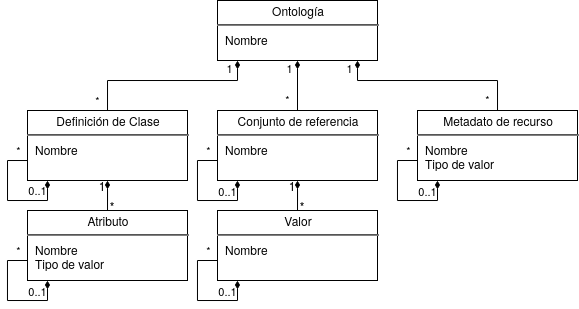 Ontología
Nombre
1
1
1
*
*
*
Definición de Clase
Conjunto de referencia
Metadato de recurso
*
Nombre
*
Nombre
*
Nombre
Tipo de valor
0..1
1
0..1
1
0..1
*
*
Atributo
Valor
*
Nombre
*
Nombre
Tipo de valor
0..1
0..1